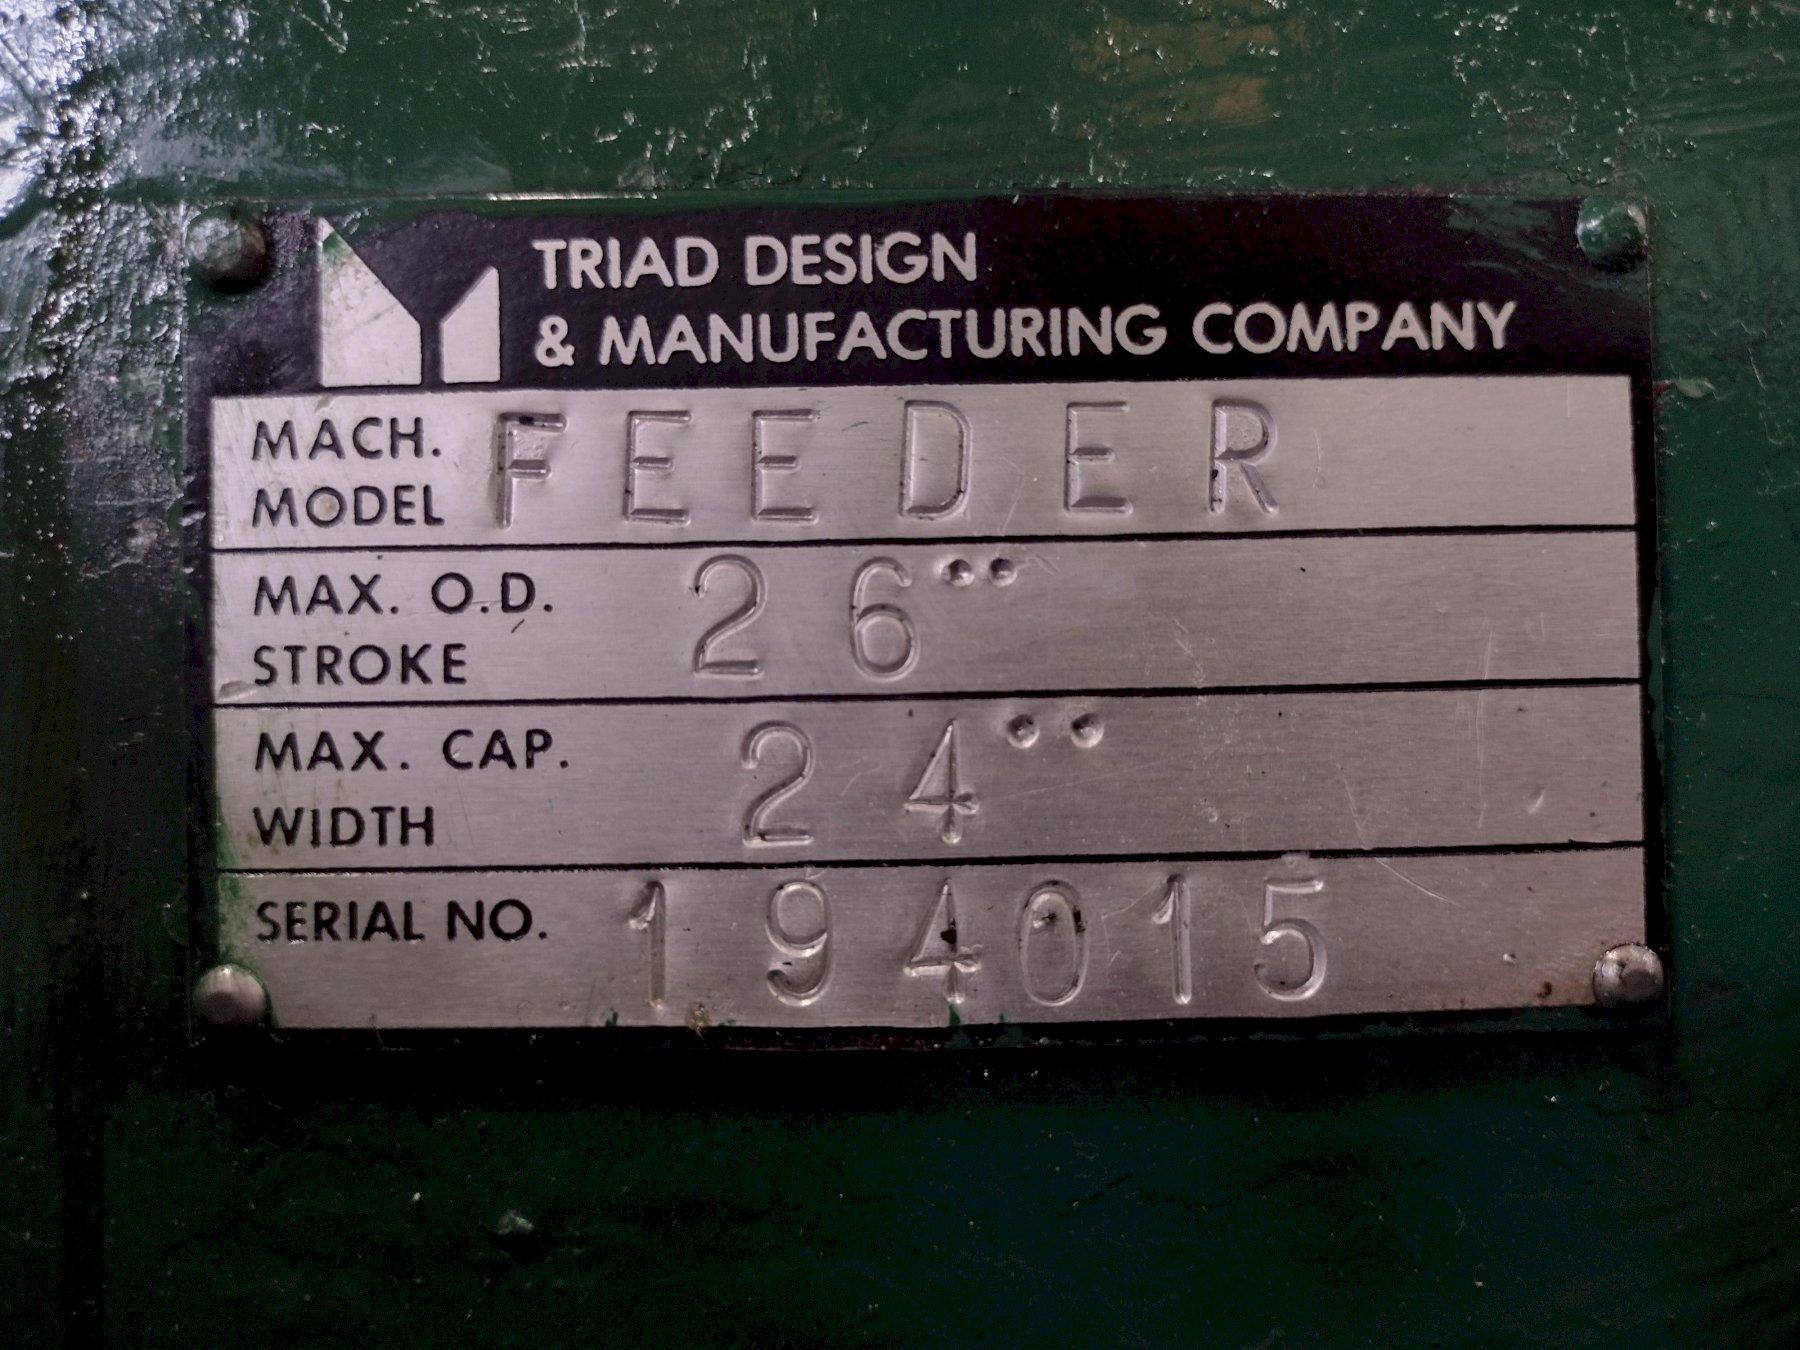 TRIAD DESIGN
& MANUFACTURING COMPANY
MACH.
MODEL FEEDER
MAX. O.D.
STROKE 26"
MAX. CAP.
WIDTH 24"
SERIAL NO. 194015